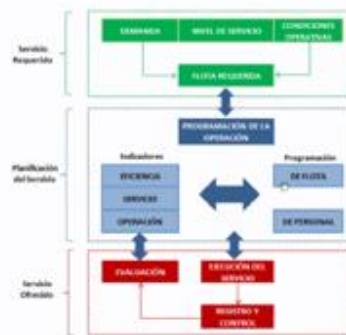 DEMANDA
NIVEL DE SERVICIO
CONDICIONES
OPERATIVAS
Servicio
Requerido
FLOTA REQUERIDA
PROGRAMACIÓN DE LA
OPERACIÓN
Indicadores
Programación
Planificación
del Servicio
EFICIENCIA
DE FLOTA
SERVICIO
OPERACIÓN
DE PERSONAL
Servicio
Ofrecido
EVALUACIÓN
EJECUCIÓN DEL
SERVICIO
REGISTRO Y
CONTROL